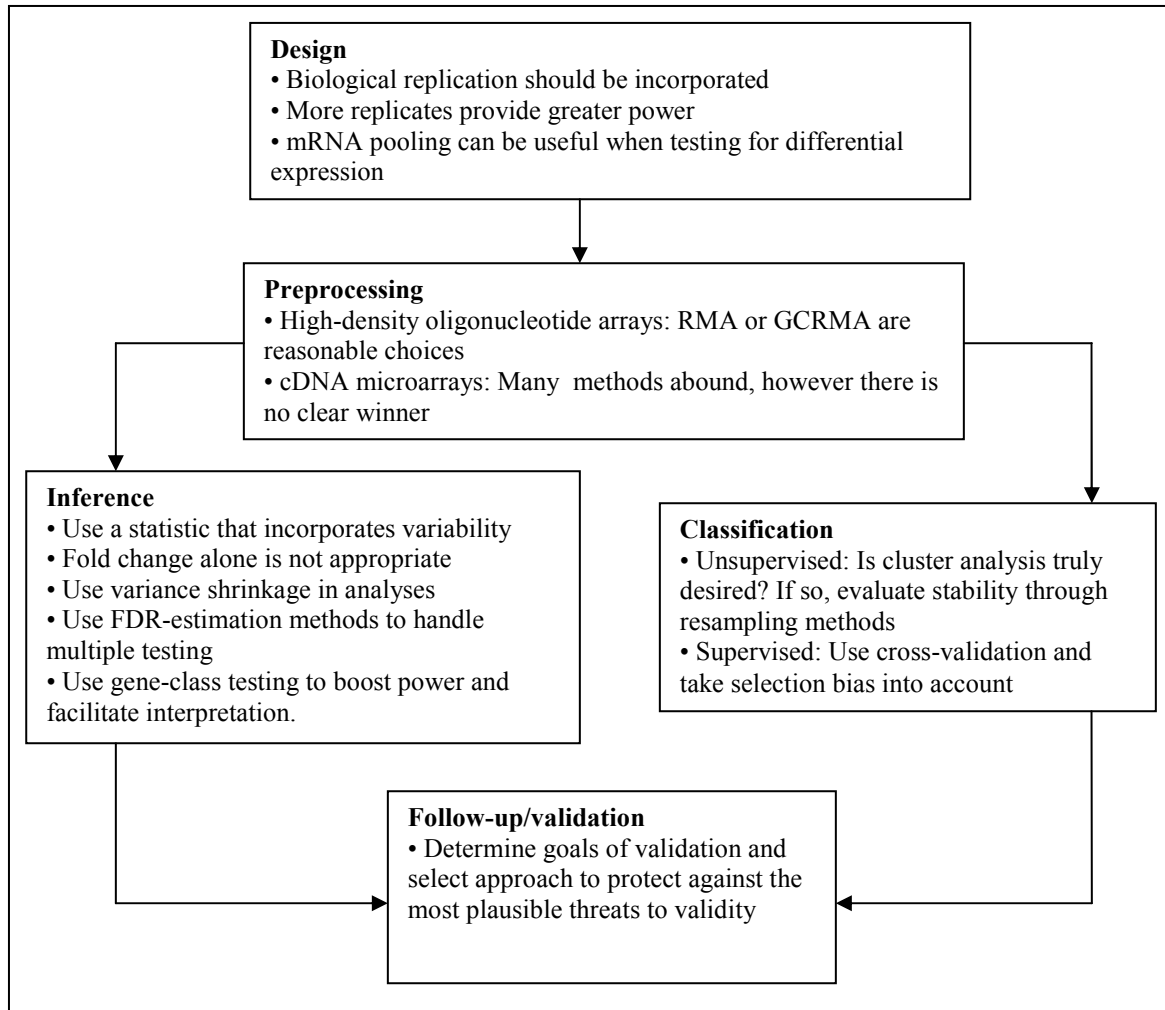 Design
• Biological replication should be incorporated
• More replicates provide greater power
• mRNA pooling can be useful when testing for differential
expression
Preprocessing
• High-density oligonucleotide arrays: RMA or GCRMA are
reasonable choices
• cDNA microarrays: Many methods abound, however there is
no clear winner
Inference
• Use a statistic that incorporates variability
• Fold change alone is not appropriate
• Use variance shrinkage in analyses
• Use FDR-estimation methods to handle
multiple testing
• Use gene-class testing to boost power and
facilitate interpretation.
Classification
• Unsupervised: Is cluster analysis truly
desired? If so, evaluate stability through
resampling methods
• Supervised: Use cross-validation and
take selection bias into account
Follow-up/validation
• Determine goals of validation and
select approach to protect against the
most plausible threats to validity